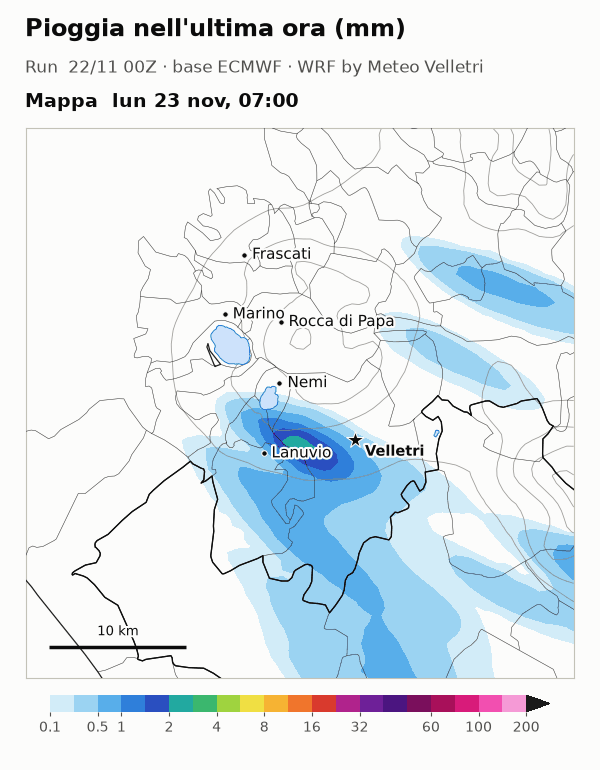 Pioggia nell'ultima ora (mm)
Run  22/11 00Z · base ECMWF · WRF by Meteo Velletri
Mappa  lun 23 nov, 07:00
Frascati
Marino
Rocca di Papa
Nemi
Velletri
Lanuvio
10 km
0.1 0.5 1 2 4 8 16 32 60 100 200